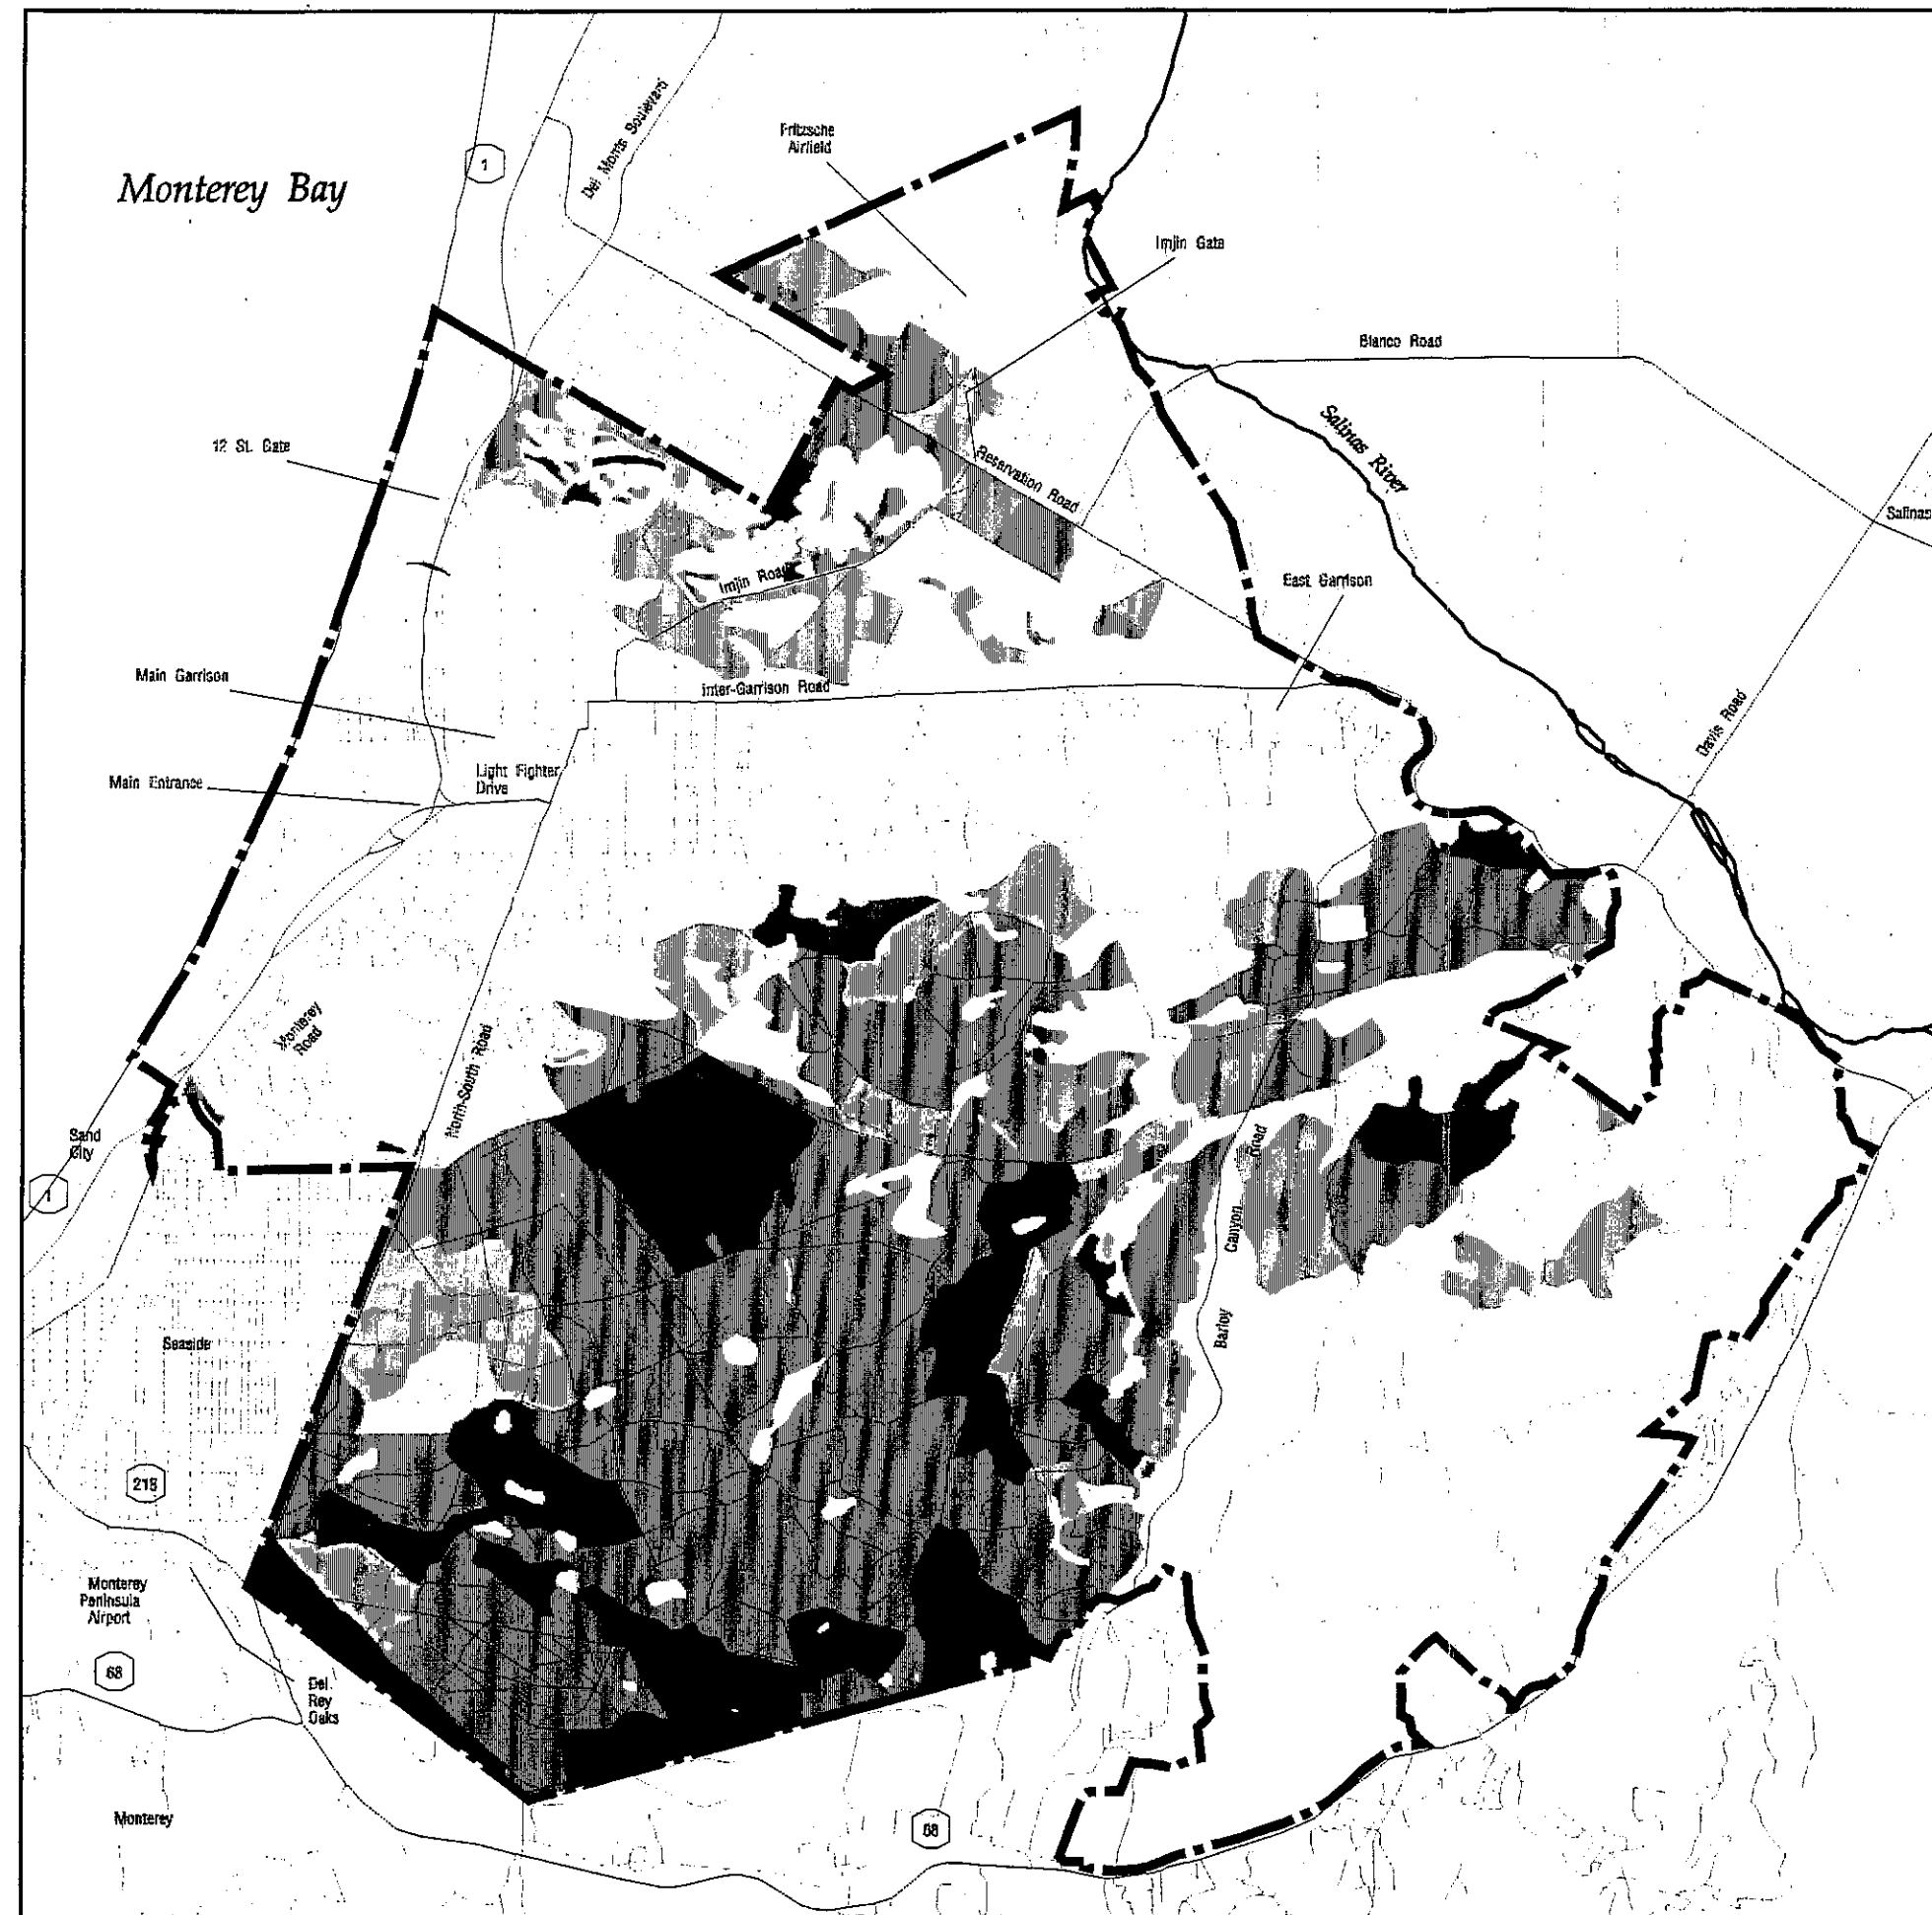 1
Del Monte Boulevard
Fritzsche
Airfield
Monterey Bay
Imjin Gate
Blanco Road
Salinas River
12 St. Gate
Reservation Road
Salinas
Imjin Road
East Garrison
Main Garrison
Inter-Garrison Road
Davis Road
Main Entrance
Light Fighter
Drive
Monterey
Road
North-South Road
Sand
City
1
Barloy Canyon Road
Seaside
218
Monterey
Peninsula
Airport
68
Del
Rey
Oaks
Monterey
68